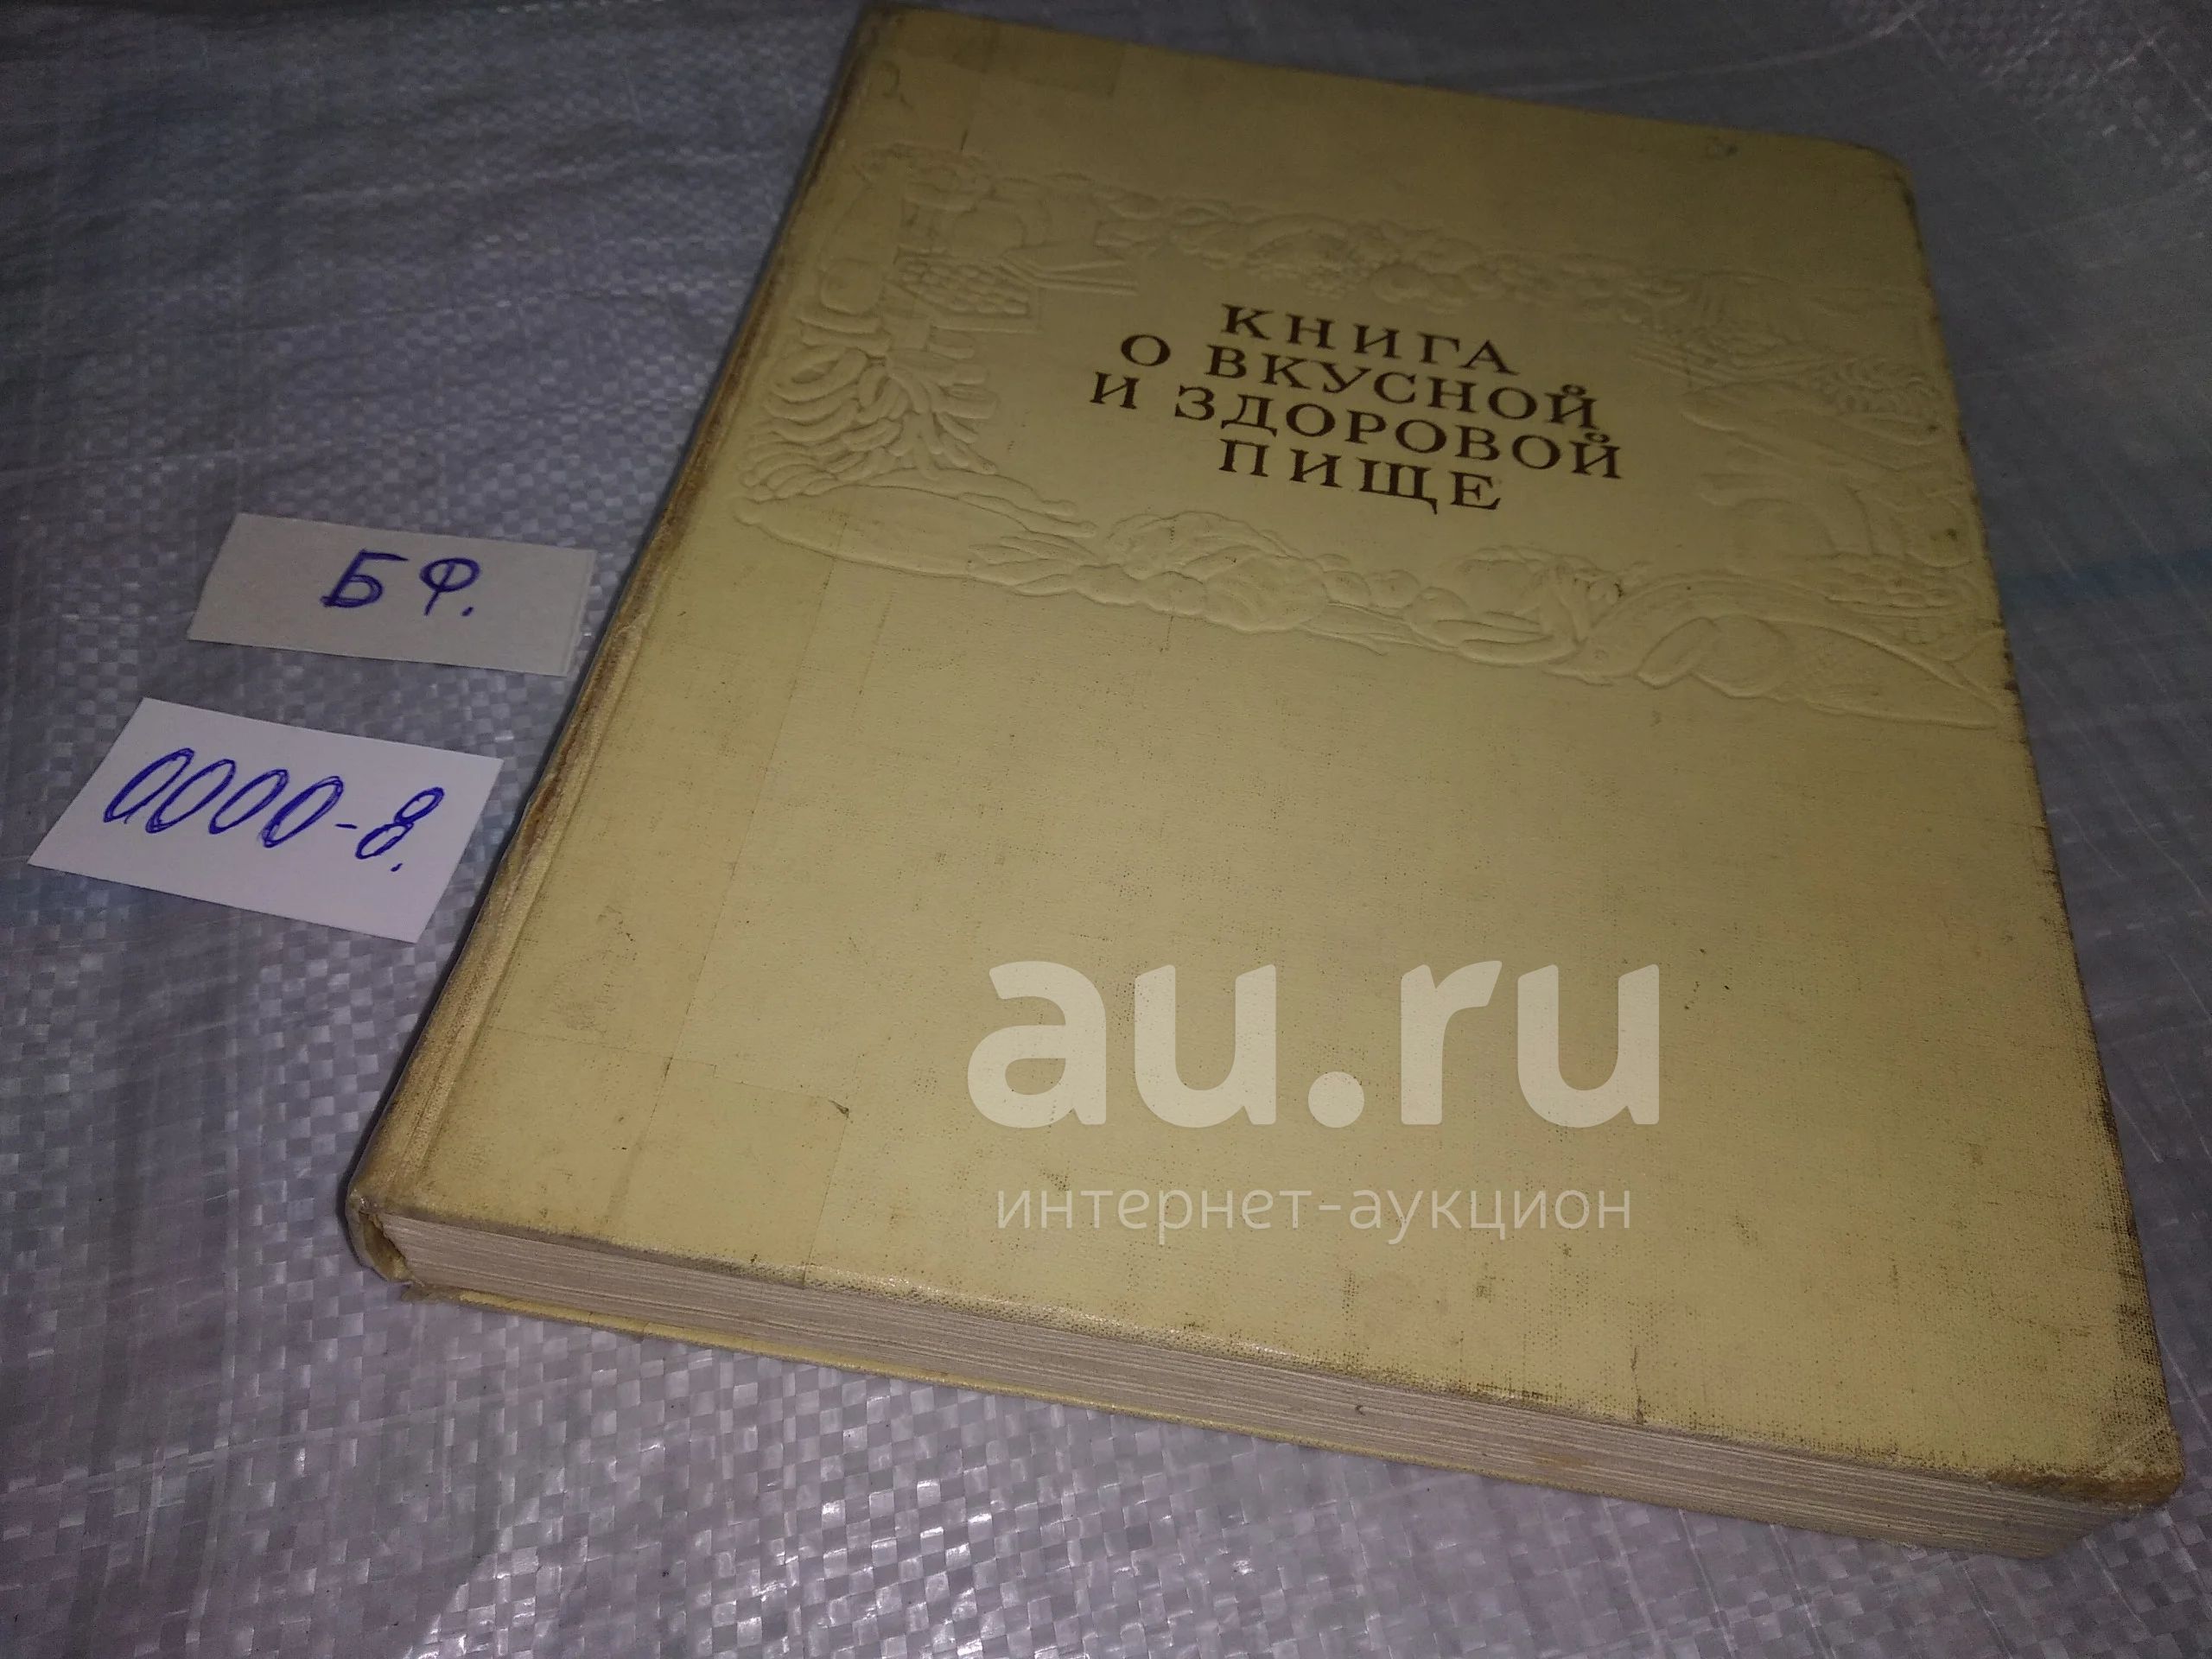 КНИГА
О ВКУСНОЙ
И ЗДОРОВОЙ
ПИЩЕ
БФ.
0000-8.
au.ru
интернет-аукцион